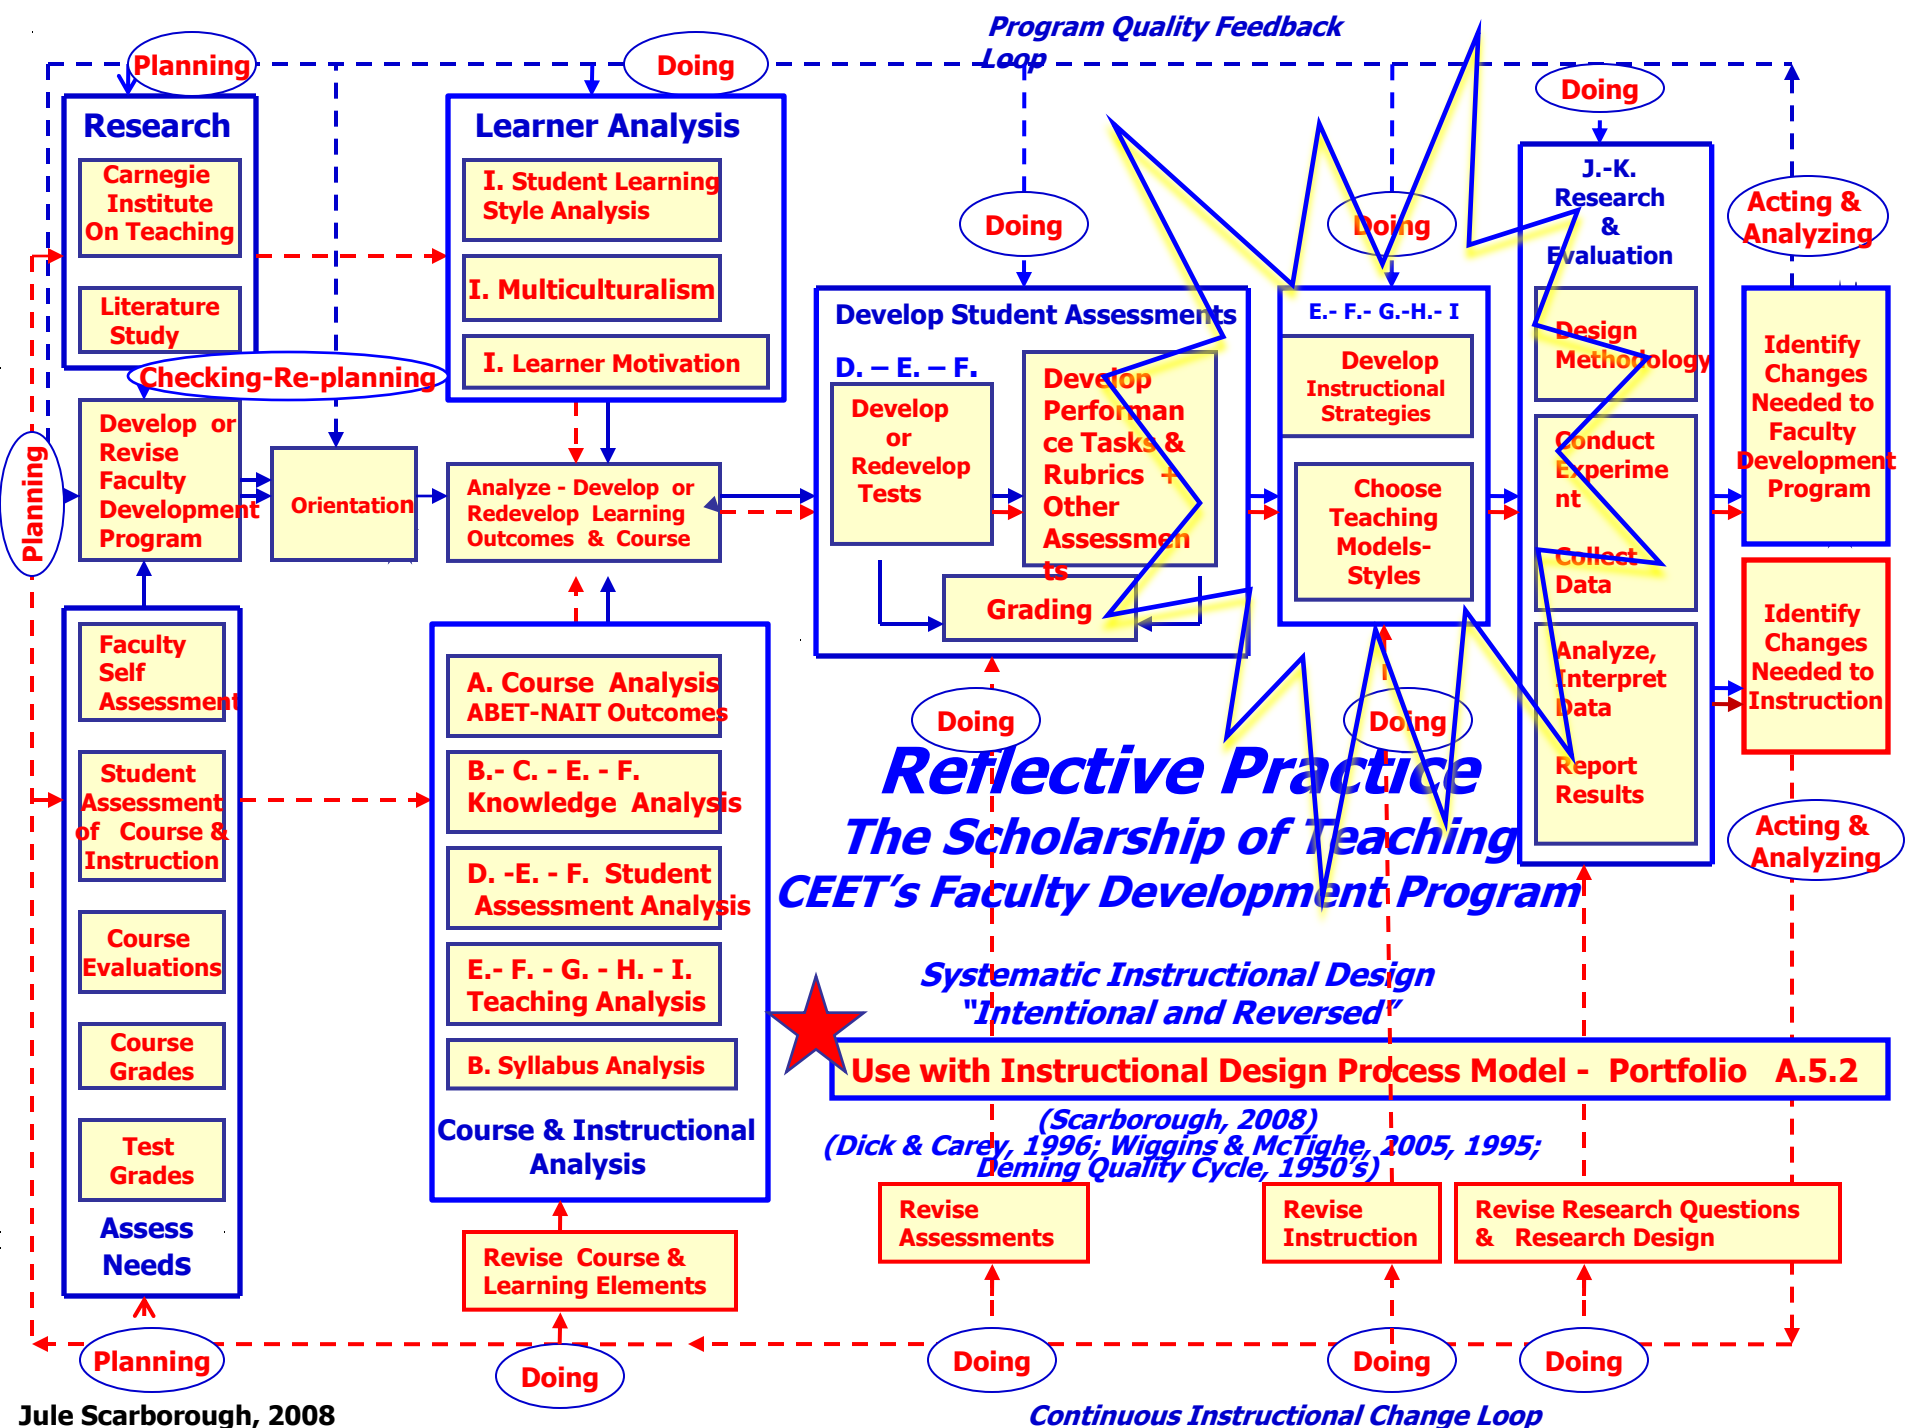 Program Quality Feedback
Loop
Planning
Doing
Doing
Research
Carnegie
Institute
On Teaching
Literature
Study
Learner Analysis
I. Student Learning
Style Analysis
I. Multiculturalism
I. Learner Motivation
Doing
Doing
J.-K.
Research
&
Evaluation
Acting &
Analyzing
Checking-Re-planning
Planning
Develop or
Revise
Faculty
Development
Program
Orientation
Analyze - Develop or
Redevelop Learning
Outcomes & Course
Develop Student Assessments
D. – E. – F.
Develop
or
Redevelop
Tests
Develop
Performan
ce Tasks &
Rubrics +
Other
Assessmen
ts
Grading
E.- F.- G.-H.- I
Develop
Instructional
Strategies
Choose
Teaching
Models-
Styles
Design
Methodology
Conduct
Experime
nt
Collect
Data
Analyze,
Interpret
Data
Report
Results
Identify
Changes
Needed to
Faculty
Development
Program
Identify
Changes
Needed to
Instruction
Faculty
Self
Assessment
Student
Assessment
of Course &
Instruction
Course
Evaluations
Course
Grades
Test
Grades
Assess
Needs
A. Course Analysis
ABET-NAIT Outcomes
B.- C. - E. - F.
Knowledge Analysis
D. -E. - F. Student
Assessment Analysis
E.- F. - G. - H. - I.
Teaching Analysis
B. Syllabus Analysis
Course & Instructional
Analysis
Doing
Doing
Reflective Practice
The Scholarship of Teaching
CEET’s Faculty Development Program
Acting &
Analyzing
Systematic Instructional Design
“Intentional and Reversed”
Use with Instructional Design Process Model - Portfolio A.5.2
(Scarborough, 2008)
(Dick & Carey, 1996; Wiggins & McTighe, 2005, 1995;
Deming Quality Cycle, 1950’s)
Revise Course &
Learning Elements
Revise
Assessments
Revise
Instruction
Revise Research Questions
& Research Design
Planning
Doing
Doing
Doing
Doing
Jule Scarborough, 2008
Continuous Instructional Change Loop